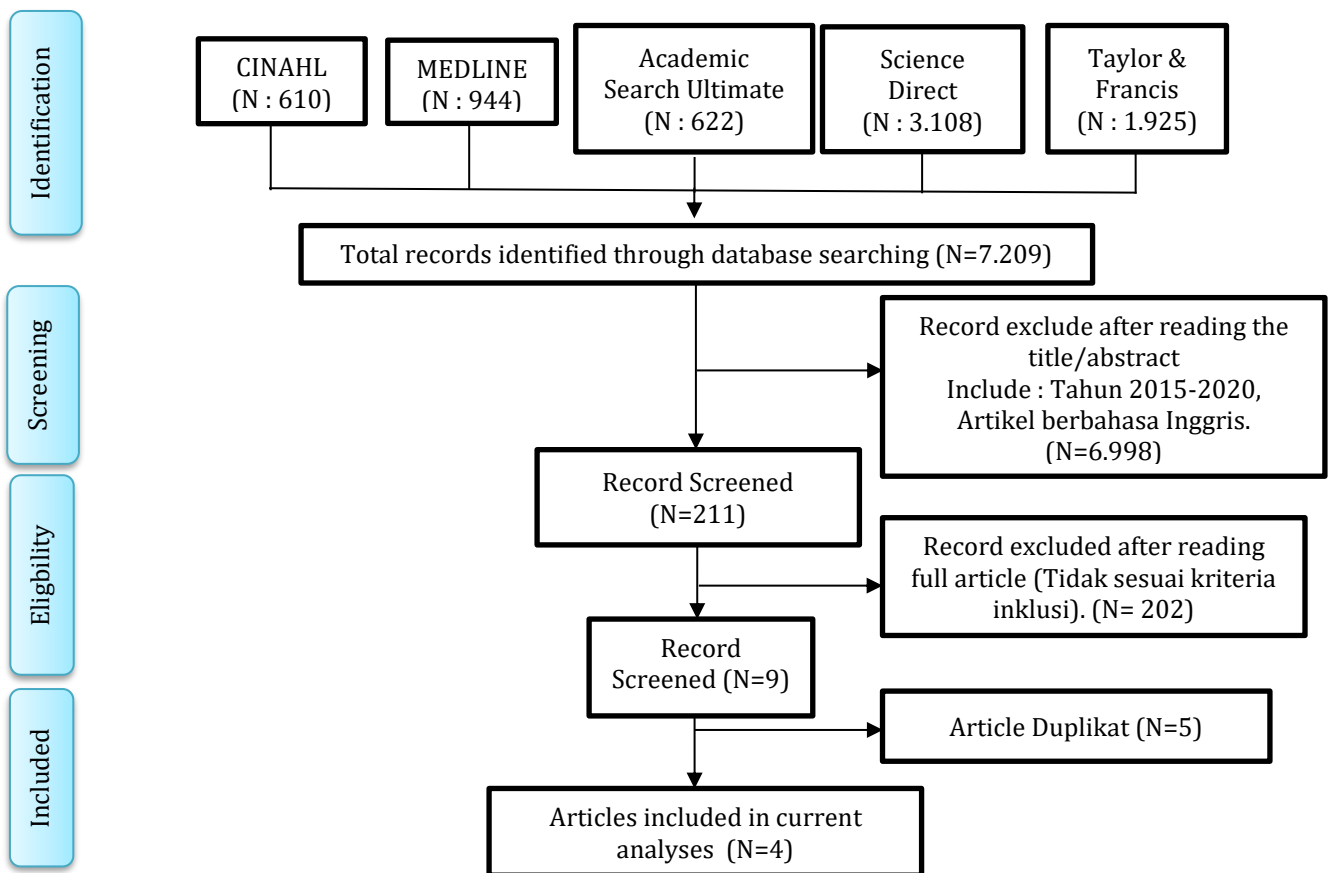 Identification
CINAHL
(N : 610)
MEDLINE
(N : 944)
Academic
Search Ultimate
(N : 622)
Science
Direct
(N : 3.108)
Taylor &
Francis
(N : 1.925)
Total records identified through database searching (N=7.209)
Screening
Record exclude after reading the
title/abstract
Include : Tahun 2015-2020,
Artikel berbahasa Inggris.
(N=6.998)
Record Screened
(N=211)
Eligbility
Record excluded after reading
full article (Tidak sesuai kriteria
inklusi). (N= 202)
Record
Screened (N=9)
Included
Article Duplikat (N=5)
Articles included in current
analyses (N=4)